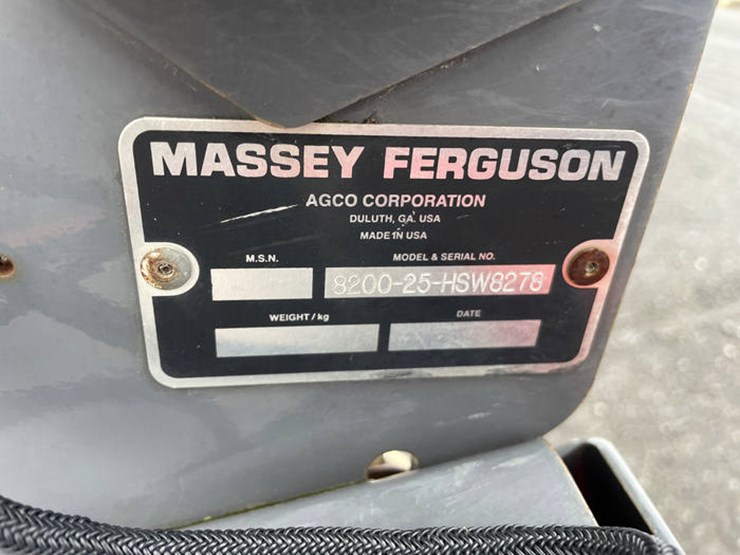 MASSEY FERGUSON
AGCO CORPORATION
DULUTH, GA. USA
MADE IN USA
M.S.N. MODEL & SERIAL NO.
8200-25-HSW8278
WEIGHT / kg DATE